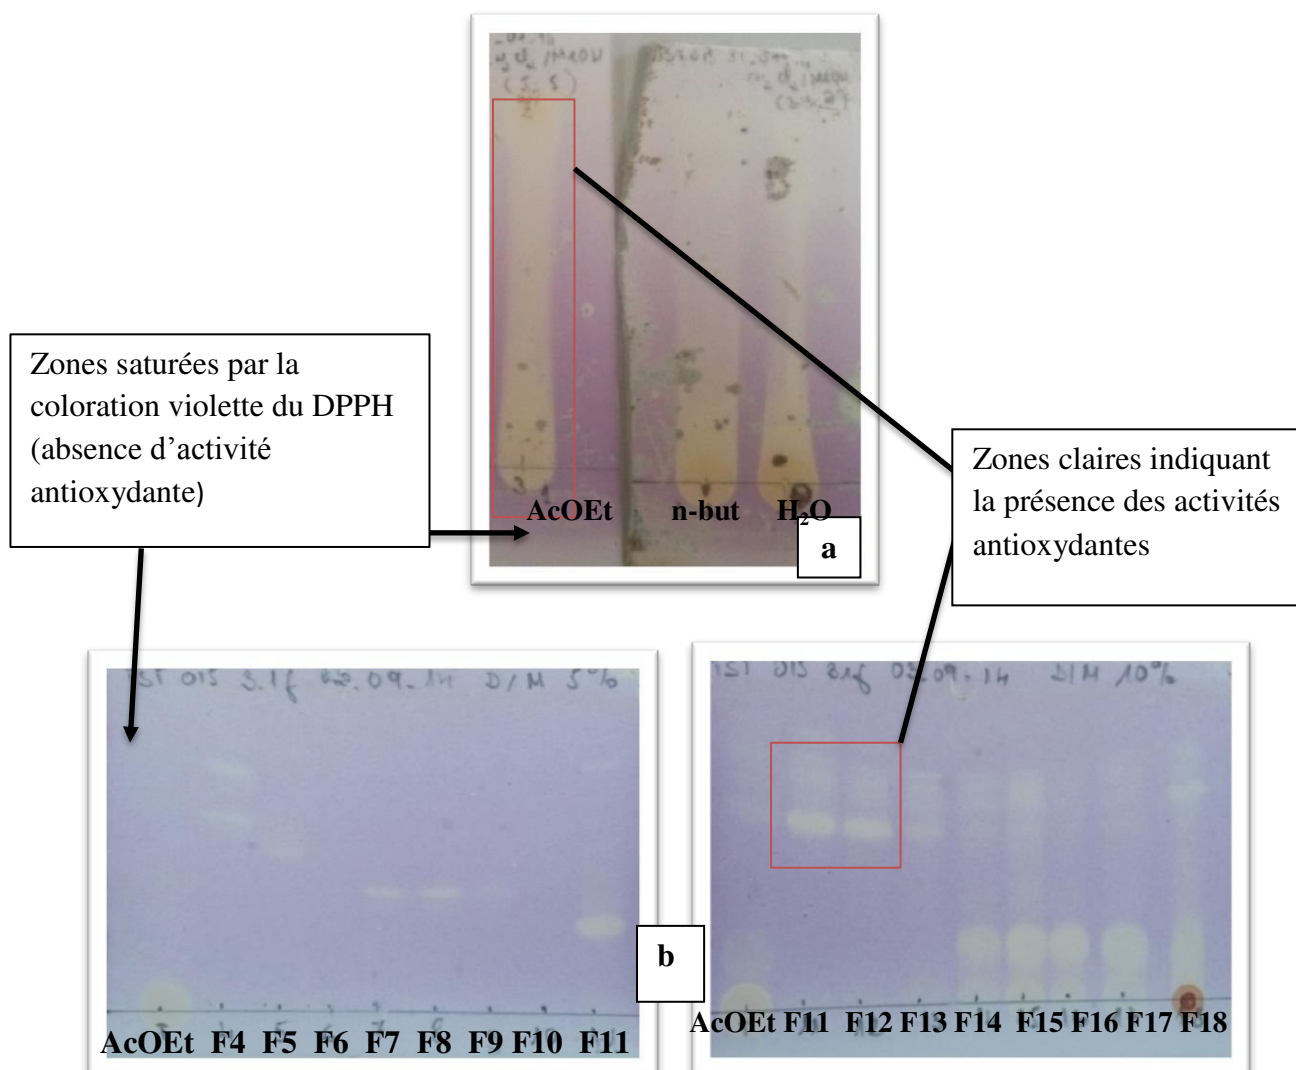 AcOEt n-but H₂O
a
Zones saturées par la
coloration violette du DPPH
(absence d’activité
antioxydante)
Zones claires indiquant
la présence des activités
antioxydantes
AcOEt F4 F5 F6 F7 F8 F9 F10 F11
b
AcOEt F11 F12 F13 F14 F15 F16 F17 F18